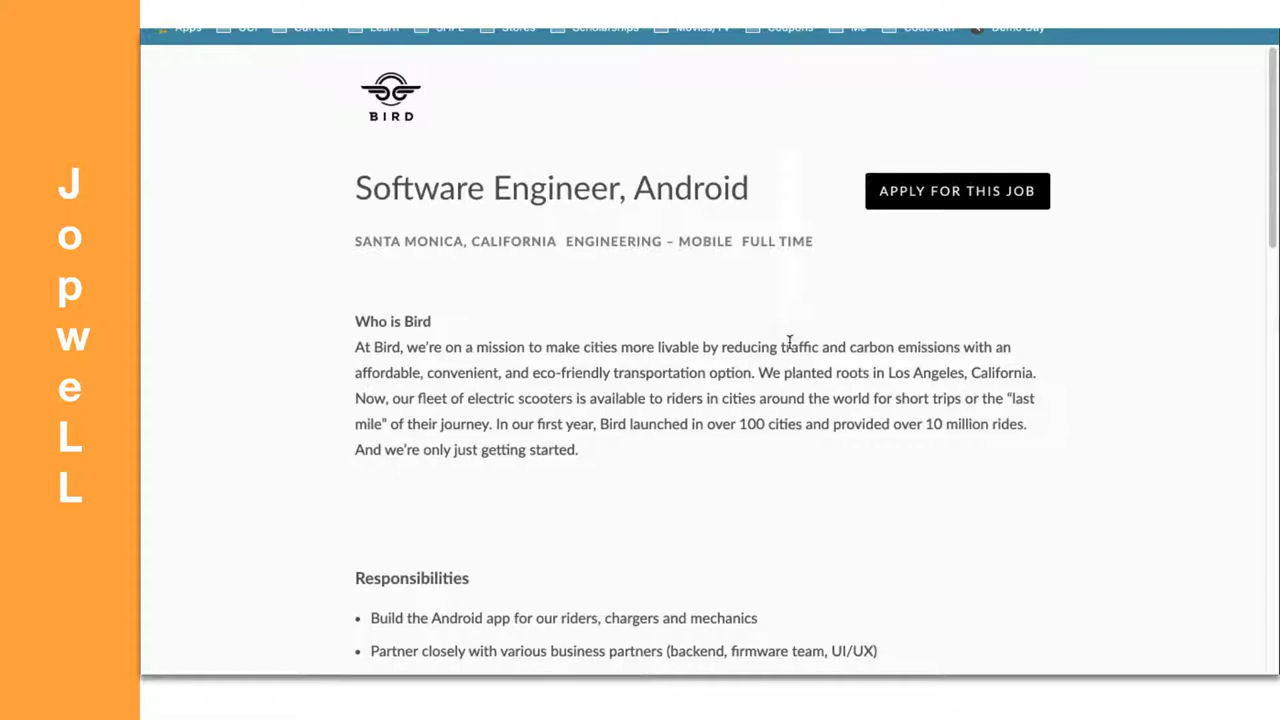 J
o
p
w
e
L
L
Apps UCI Current Learn SHPE Stores Scholarships Movies/TV Coupons Me CodePath Demo Day
BIRD
Software Engineer, Android
APPLY FOR THIS JOB
SANTA MONICA, CALIFORNIA ENGINEERING – MOBILE FULL TIME
Who is Bird
At Bird, we're on a mission to make cities more livable by reducing traffic and carbon emissions with an
affordable, convenient, and eco-friendly transportation option. We planted roots in Los Angeles, California.
Now, our fleet of electric scooters is available to riders in cities around the world for short trips or the “last
mile” of their journey. In our first year, Bird launched in over 100 cities and provided over 10 million rides.
And we're only just getting started.
Responsibilities
• Build the Android app for our riders, chargers and mechanics
• Partner closely with various business partners (backend, firmware team, UI/UX)